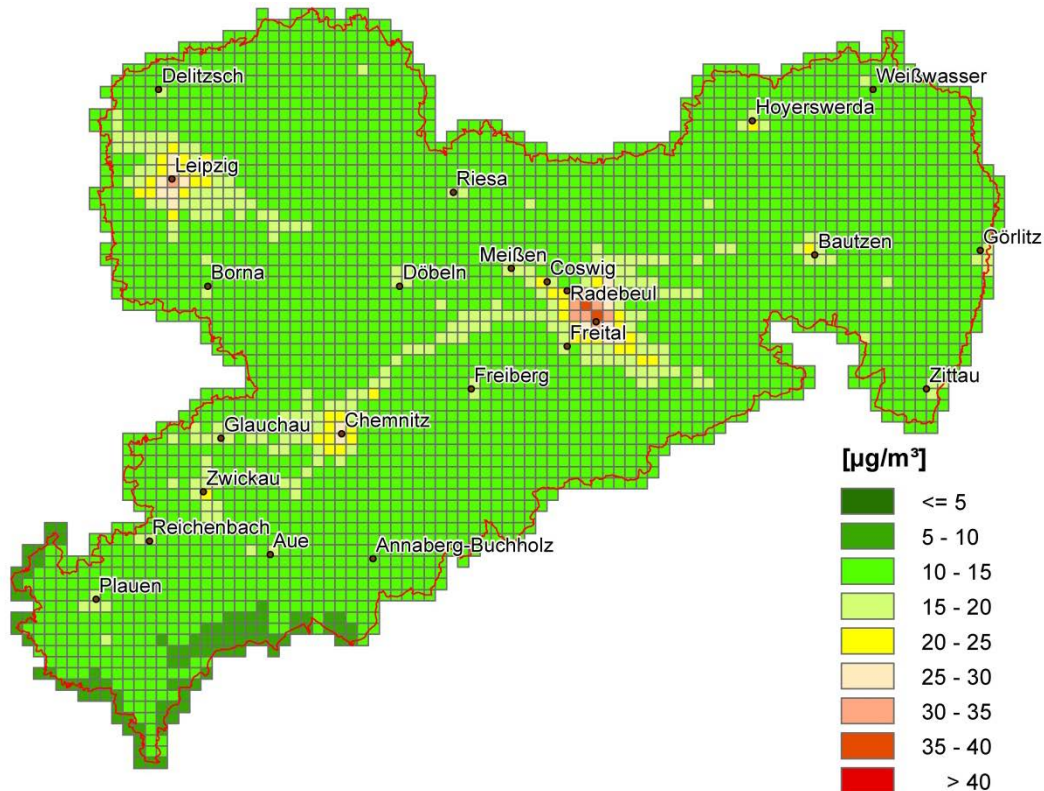 Delitzsch
Weißwasser
Hoyerswerda
Leipzig
Riesa
Bautzen
Görlitz
Meißen
Coswig
Borna
Döbeln
Radebeul
Freital
Freiberg
Zittau
Glauchau
Chemnitz
Zwickau
Reichenbach
Aue
Annaberg-Buchholz
Plauen
[µg/m³]
<= 5
5 - 10
10 - 15
15 - 20
20 - 25
25 - 30
30 - 35
35 - 40
> 40